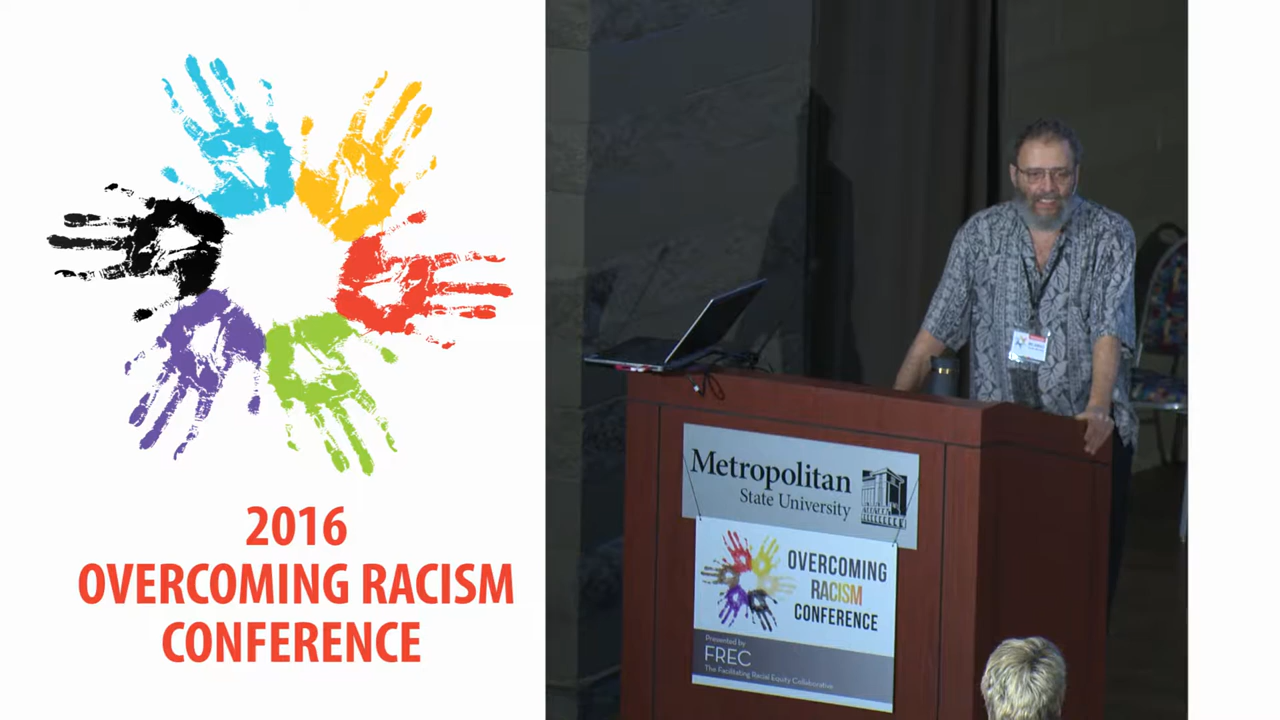 2016
OVERCOMING RACISM
CONFERENCE
Metropolitan
State University
OVERCOMING
RACISM
CONFERENCE
Presented by
FREC
The Facilitating Racial Equity Collaborative